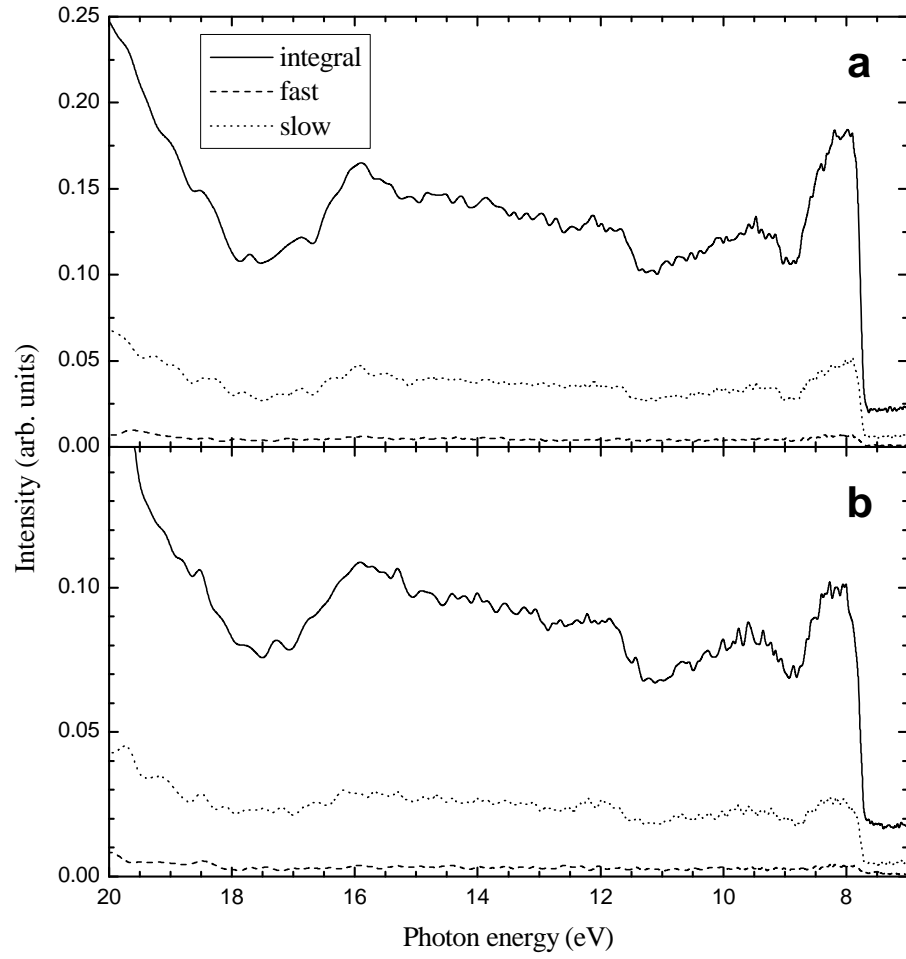 0.25
0.20
0.15
0.10
0.05
0.00
integral
fast
slow
a
Intensity (arb. units)
0.10
0.05
0.00
b
20 18 16 14 12 10 8
Photon energy (eV)